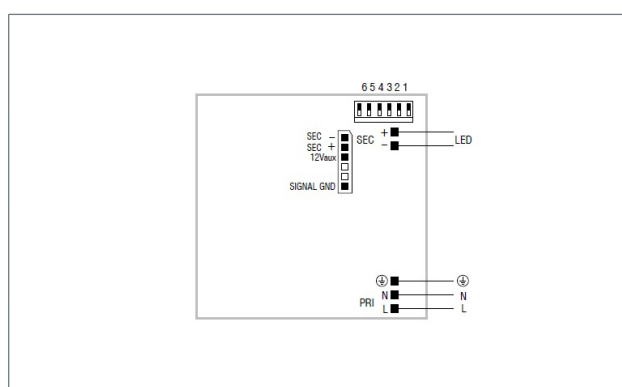 6 5 4 3 2 1
SEC + LED
−
SEC −
SEC +
12Vaux
SIGNAL GND
N N
PRI L L